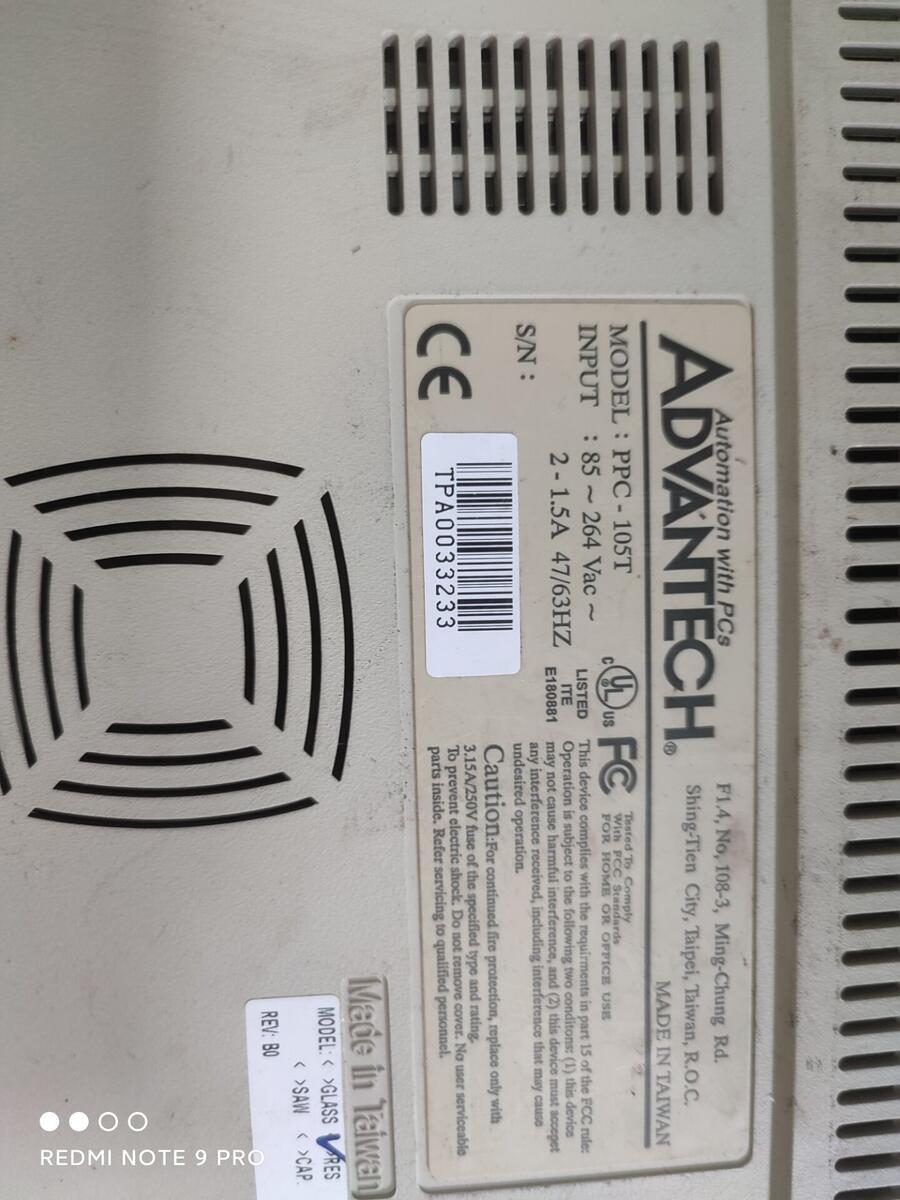 Automation with PCs
ADVANTECH®
F1.4, No, 108-3, Ming-Chung Rd.
Shing-Tien City, Taipei, Taiwan, R.O.C.
MADE IN TAIWAN
MODEL : PPC - 105T
INPUT : 85 ~ 264 Vac ~
2 - 1.5A 47/63HZ
S/N :
TPA0033233
CE
C UL ® US
LISTED
ITE
E180881
FC
Tested To Comply
With FCC Standards
FOR HOME OR OFFICE USE
This device complies with the requirments in part 15 of the FCC rule:
Operation is subject to the following two conditons: (1) this device
may not cause harmful interference, and (2) this device must accepet
any interference received, including interference that may cause
undesired operation.
Caution:For continued fire protection, replace only with
3.15A/250V fuse of the specified type and rating.
To prevent electric shock. Do not remove cover. No user serviceable
parts inside. Refer servicing to qualified personnel.
Made in Taiwan
MODEL: < >GLASS < >RES
< >SAW < >CAP.
REV: B0
REDMI NOTE 9 PRO